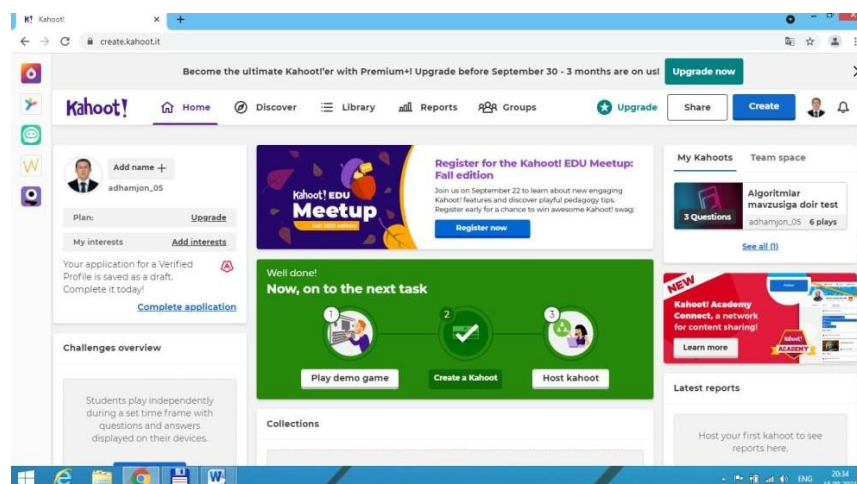 K! Kahoot!
create.kahoot.it
Become the ultimate Kahoot!'er with Premium+! Upgrade before September 30 - 3 months are on us!
Upgrade now
Kahoot!
Home
Discover
Library
Reports
Groups
Upgrade
Share
Create
Add name +
adhamjon_05
Plan:
Upgrade
My interests
Add interests
Your application for a Verified
Profile is saved as a draft.
Complete it today!
Complete application
Challenges overview
Students play independently
during a set time frame with
questions and answers
displayed on their devices.
Kahoot! EDU
Meetup
Fall 2021 edition
Register for the Kahoot! EDU Meetup:
Fall edition
Join us on September 22 to learn about new engaging
Kahoot! features and discover playful pedagogy tips.
Register early for a chance to win awesome Kahoot! swag:
Register now
Well done!
Now, on to the next task
1
2
3
Play demo game
Create a Kahoot
Host kahoot
Collections
My Kahoots
Team space
3 Questions
Algoritmlar
mavzusiga doir test
adhamjon_05
6 plays
See all (1)
NEW
Kahoot! Academy
Connect, a network
for content sharing!
Learn more
Kahoot!
ACADEMY
Latest reports
Host your first kahoot to see
reports here.
ENG
20:34